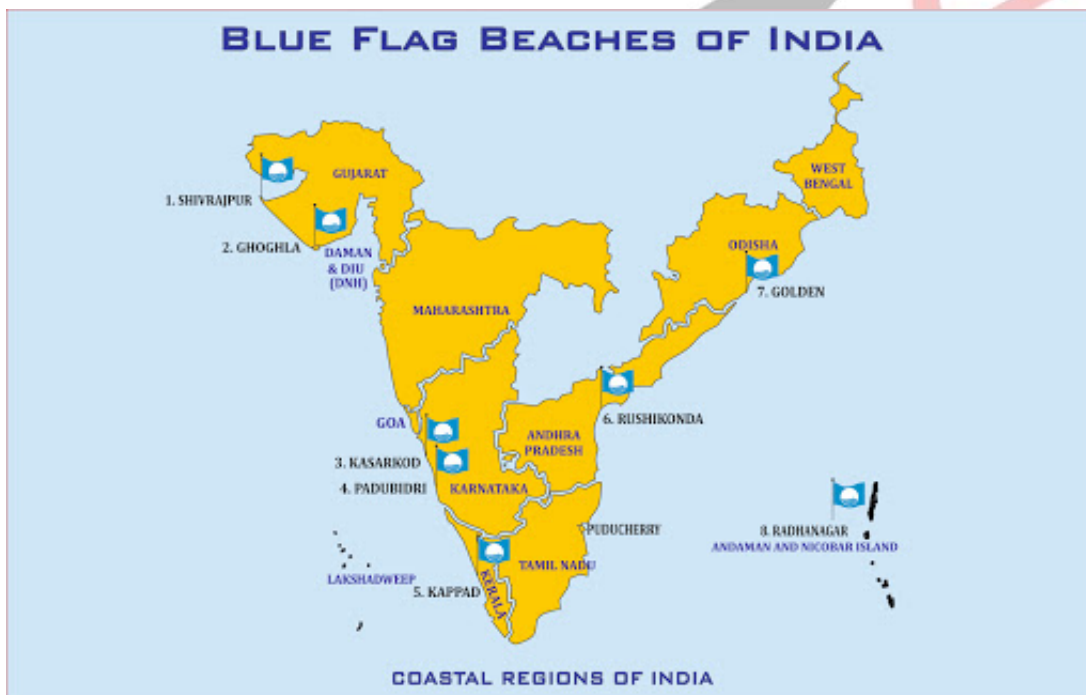 BLUE FLAG BEACHES OF INDIA
GUJARAT
1. SHIVRAJPUR
2. GHOGHLA
DAMAN
& DIU
(DNH)
WEST
BENGAL
ODISHA
7. GOLDEN
MAHARASHTRA
GOA
3. KASARKOD
4. PADUBIDRI
KARNATAKA
ANDHRA
PRADESH
6. RUSHIKONDA
PUDUCHERRY
8. RADHANAGAR
ANDAMAN AND NICOBAR ISLAND
LAKSHADWEEP
5. KAPPAD
KERALA
TAMIL NADU
COASTAL REGIONS OF INDIA